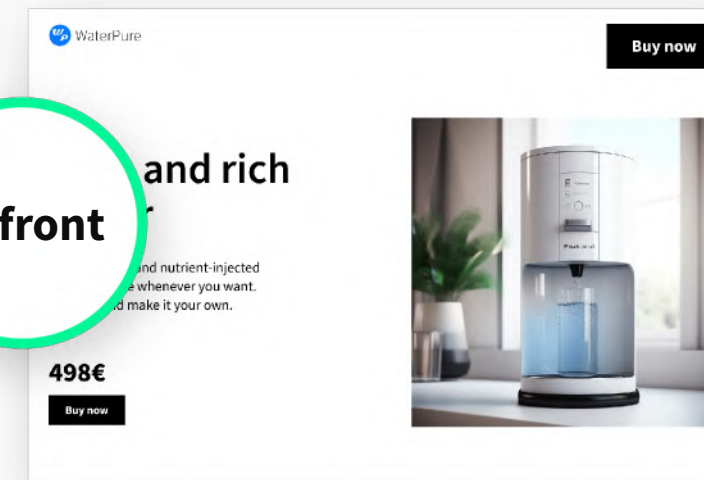 WaterPure
Buy now
and rich
front
and nutrient-injected
whenever you want.
make it your own.
498€
Buy now